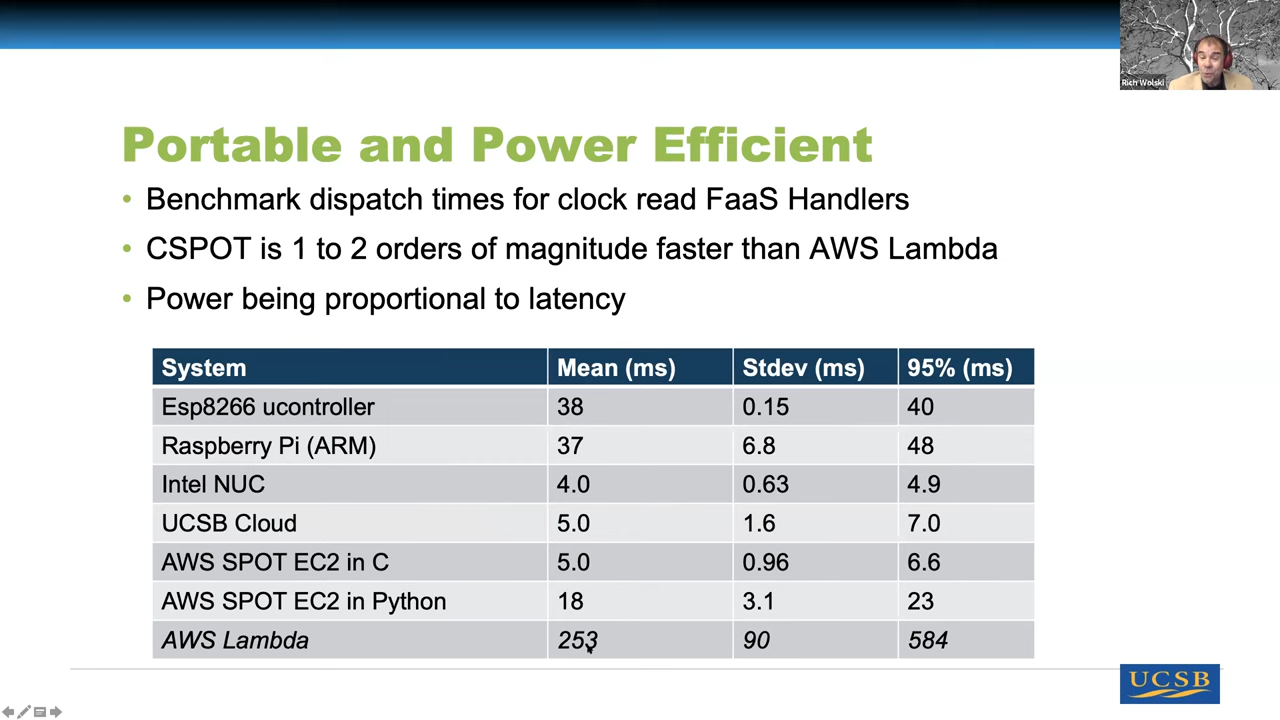 Rich Wolski
Portable and Power Efficient
• Benchmark dispatch times for clock read FaaS Handlers
• CSPOT is 1 to 2 orders of magnitude faster than AWS Lambda
• Power being proportional to latency
System Mean (ms) Stdev (ms) 95% (ms)
Esp8266 ucontroller 38 0.15 40
Raspberry Pi (ARM) 37 6.8 48
Intel NUC 4.0 0.63 4.9
UCSB Cloud 5.0 1.6 7.0
AWS SPOT EC2 in C 5.0 0.96 6.6
AWS SPOT EC2 in Python 18 3.1 23
AWS Lambda 253 90 584
UCSB